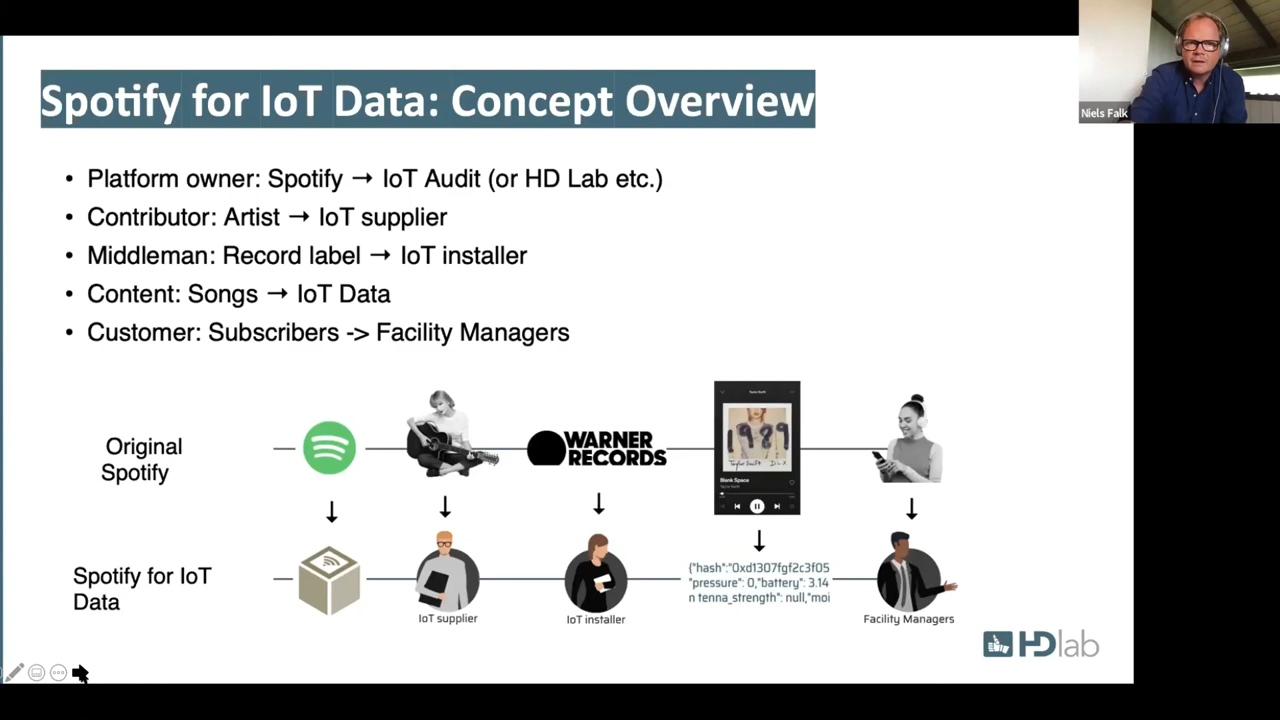 Spotify for IoT Data: Concept Overview
Niels Falk
• Platform owner: Spotify → IoT Audit (or HD Lab etc.)
• Contributor: Artist → IoT supplier
• Middleman: Record label → IoT installer
• Content: Songs → IoT Data
• Customer: Subscribers -> Facility Managers
Original
Spotify
WARNER
RECORDS
1989
Taylor Swift
Blank Space
Spotify for IoT
Data
{"hash":"0xd1307fgf2c3f05
"pressure": 0,"battery": 3.14
n tenna_strength": null,"moi
IoT supplier
IoT installer
Facility Managers
HDlab